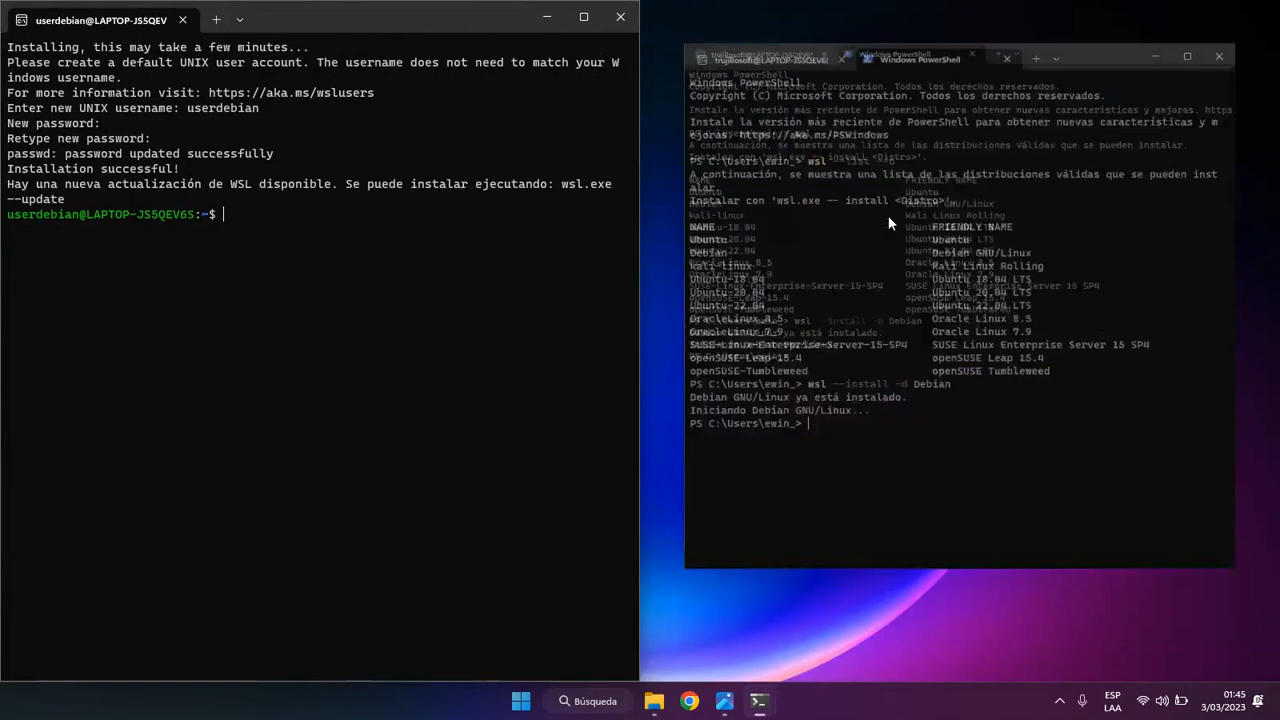 userdebian@LAPTOP-JS5QEV
Installing, this may take a few minutes...
Please create a default UNIX user account. The username does not need to match your W
indows username.
For more information visit: https://aka.ms/wslusers
Enter new UNIX username: userdebian
New password:
Retype new password:
passwd: password updated successfully
Installation successful!
Hay una nueva actualización de WSL disponible. Se puede instalar ejecutando: wsl.exe
--update
userdebian@LAPTOP-JS5QEV6S:~$
Windows PowerShell
Windows PowerShell
Copyright (C) Microsoft Corporation. Todos los derechos reservados.
Instale la versión más reciente de PowerShell para obtener nuevas características y m
ejoras https://aka.ms/PSWindows
PS C:\Users\ewin_> wsl
A continuación, se muestra una lista de las distribuciones válidas que se pueden inst
alar.
Instalar con 'wsl.exe -- install <Distro>'.
NAME FRIENDLY NAME
Ubuntu Ubuntu
Debian Debian GNU/Linux
kali-linux Kali Linux Rolling
Ubuntu-18.04 Ubuntu 18.04 LTS
Ubuntu-20.04 Ubuntu 20.04 LTS
Ubuntu-22.04 Ubuntu 22.04 LTS
OracleLinux_8_5 Oracle Linux 8.5
OracleLinux_7_9 Oracle Linux 7.9
SUSE-Linux-Enterprise-Server-15-SP4 SUSE Linux Enterprise Server 15 SP4
openSUSE-Leap-15.4 openSUSE Leap 15.4
openSUSE-Tumbleweed openSUSE Tumbleweed
PS C:\Users\ewin_> wsl --install -d Debian
Debian GNU/Linux ya está instalado.
Iniciando Debian GNU/Linux...
PS C:\Users\ewin_>
Búsqueda
ESP
LAA
01:45
3/03/2023